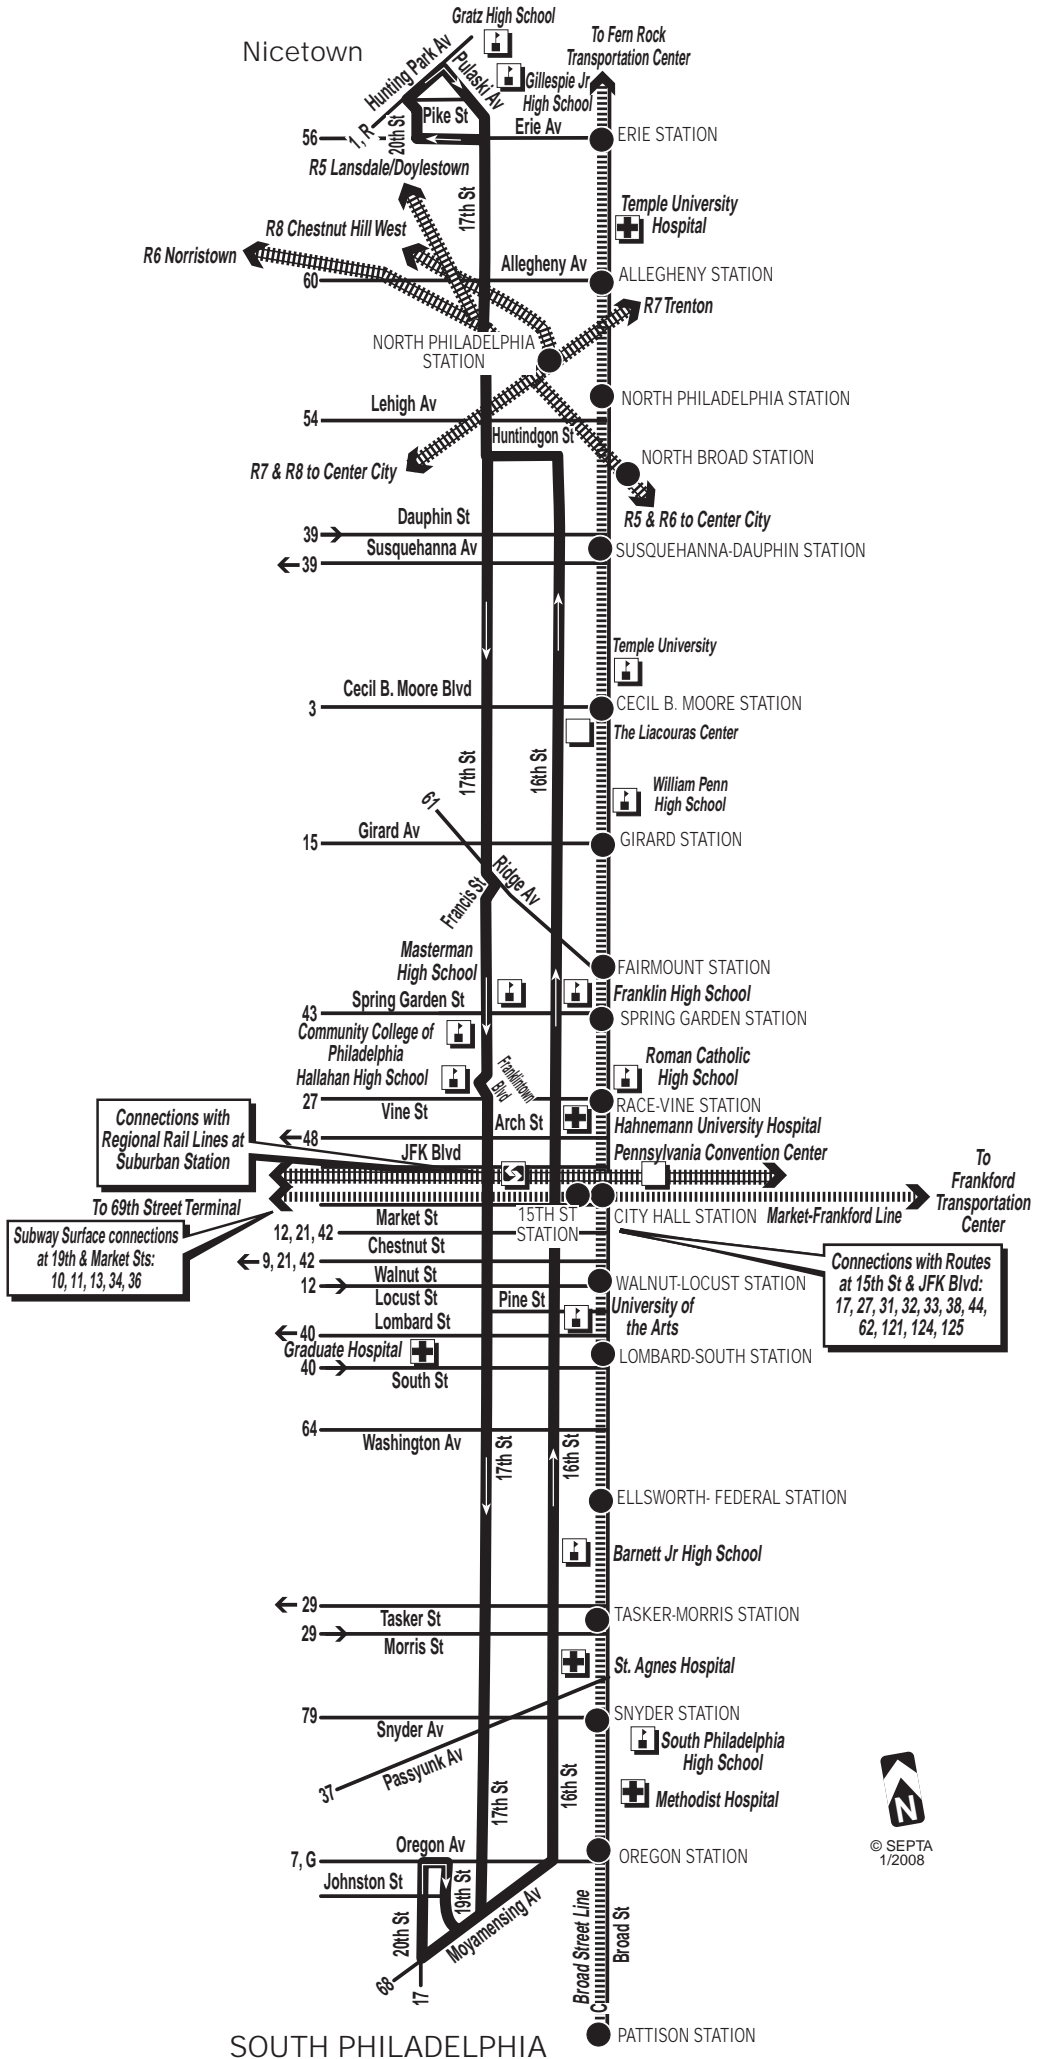 Gratz High School
Nicetown
To Fern Rock
Transportation Center
Hunting Park Av
Pulaski Av
Gillespie Jr
High School
Pike St
Erie Av
56
1, R
20th St
ERIE STATION
R5 Lansdale/Doylestown
17th St
Temple University
Hospital
R8 Chestnut Hill West
R6 Norristown
Allegheny Av
60
ALLEGHENY STATION
R7 Trenton
NORTH PHILADELPHIA
STATION
Lehigh Av
NORTH PHILADELPHIA STATION
54
Huntindgon St
NORTH BROAD STATION
R7 & R8 to Center City
R5 & R6 to Center City
Dauphin St
39
Susquehanna Av
SUSQUEHANNA-DAUPHIN STATION
39
Temple University
Cecil B. Moore Blvd
3
CECIL B. MOORE STATION
The Liacouras Center
17th St
16th St
William Penn
High School
61
Girard Av
15
GIRARD STATION
Ridge Av
Francis St
Masterman
High School
FAIRMOUNT STATION
Franklin High School
Spring Garden St
43
SPRING GARDEN STATION
Community College of
Philadelphia
Hallahan High School
Franklintown
Blvd
Roman Catholic
High School
27
Vine St
RACE-VINE STATION
Connections with
Regional Rail Lines at
Suburban Station
Arch St
Hahnemann University Hospital
48
JFK Blvd
Pennsylvania Convention Center
To
Frankford
Transportation
Center
To 69th Street Terminal
Market St
15TH ST
STATION
CITY HALL STATION
Market-Frankford Line
Subway Surface connections
at 19th & Market Sts:
10, 11, 13, 34, 36
12, 21, 42
Chestnut St
9, 21, 42
Walnut St
12
Locust St
WALNUT-LOCUST STATION
Connections with Routes
at 15th St & JFK Blvd:
17, 27, 31, 32, 33, 38, 44,
62, 121, 124, 125
Pine St
University of
the Arts
Lombard St
40
Graduate Hospital
40
South St
LOMBARD-SOUTH STATION
64
Washington Av
17th St
16th St
ELLSWORTH- FEDERAL STATION
Barnett Jr High School
29
Tasker St
TASKER-MORRIS STATION
29
Morris St
St. Agnes Hospital
79
Snyder Av
SNYDER STATION
South Philadelphia
High School
37
Passyunk Av
17th St
16th St
Methodist Hospital
N
© SEPTA
1/2008
Oregon Av
7, G
OREGON STATION
Johnston St
19th St
20th St
Moyamensing Av
Broad Street Line
Broad St
68
17
C
PATTISON STATION
SOUTH PHILADELPHIA